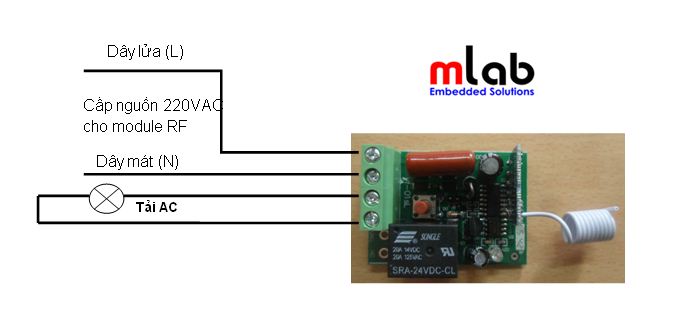 Dây lửa (L)
mlab
Embedded Solutions
Cầp nguồn 220VAC
cho module RF
Dây mát (N)
Tải AC
SONGLE
20A 14VDC
20A 125VAC
SRA-24VDC-CL